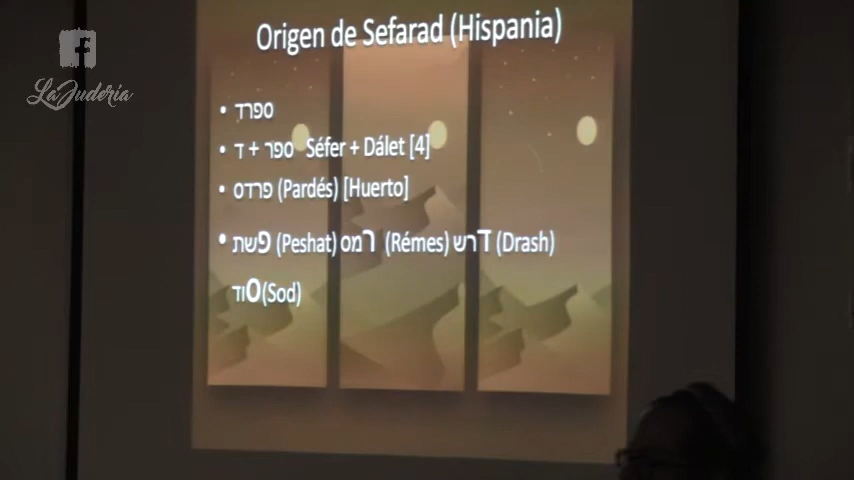 f
LaJuderia
Origen de Sefarad (Hispania)
• ספרד
• ספר + ד Séfer + Dálet [4]
• פרדס (Pardés) [Huerto]
• פשת (Peshat) רמס (Rémes) דרש (Drash)
סוד(Sod)